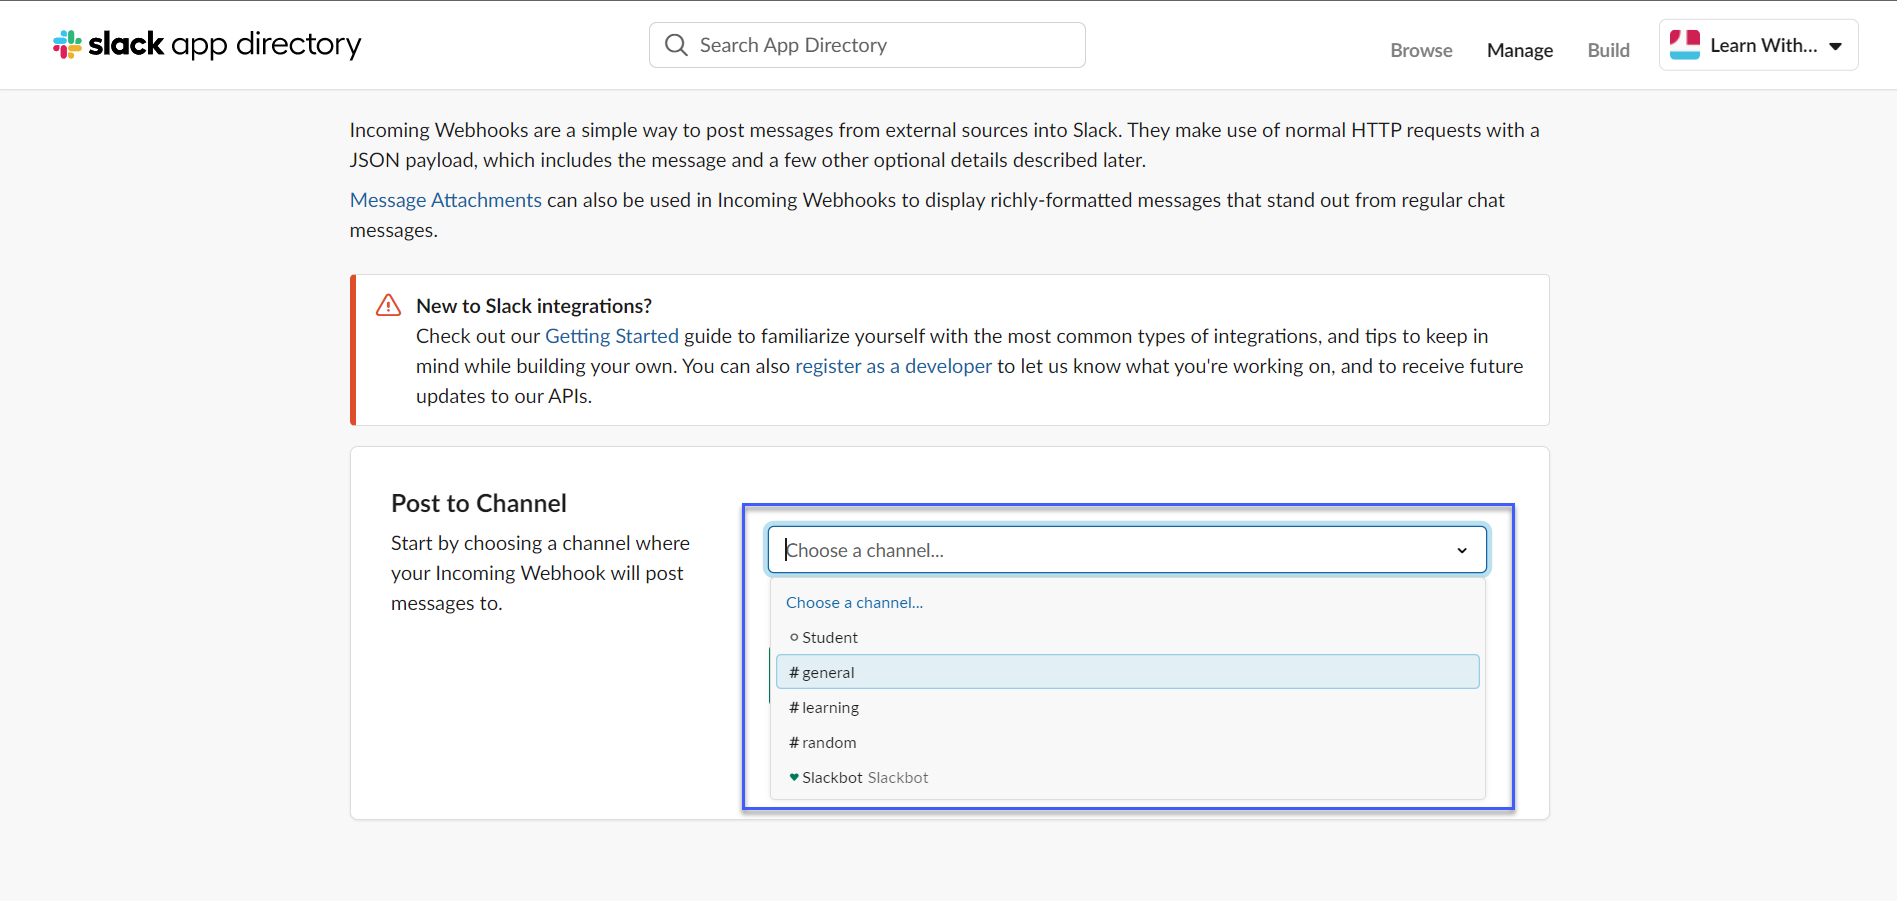 slack app directory
Search App Directory
Browse
Manage
Build
Learn With...
Incoming Webhooks are a simple way to post messages from external sources into Slack. They make use of normal HTTP requests with a
JSON payload, which includes the message and a few other optional details described later.
Message Attachments can also be used in Incoming Webhooks to display richly-formatted messages that stand out from regular chat
messages.
New to Slack integrations?
Check out our Getting Started guide to familiarize yourself with the most common types of integrations, and tips to keep in
mind while building your own. You can also register as a developer to let us know what you're working on, and to receive future
updates to our APIs.
Post to Channel
Start by choosing a channel where
your Incoming Webhook will post
messages to.
Choose a channel...
Choose a channel...
Student
# general
# learning
# random
Slackbot Slackbot